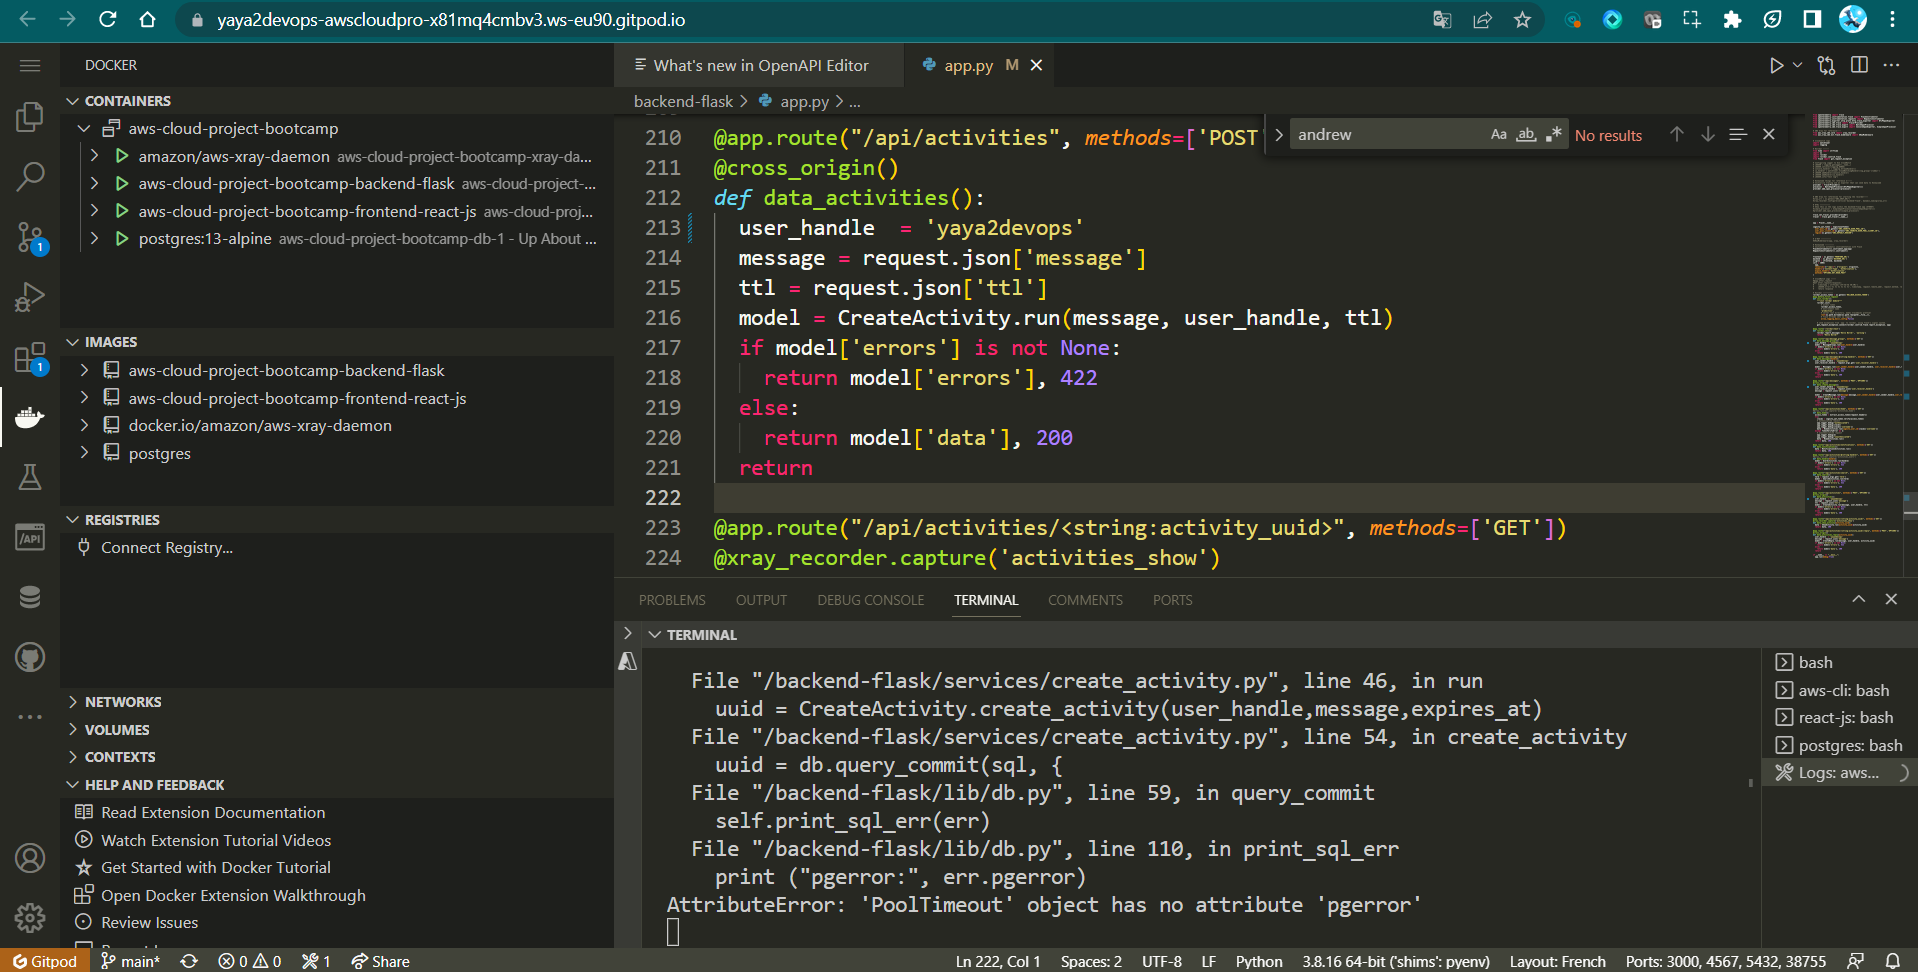 yaya2devops-awscloudpro-x81mq4cmbv3.ws-eu90.gitpod.io
DOCKER
CONTAINERS
aws-cloud-project-bootcamp
amazon/aws-xray-daemon aws-cloud-project-bootcamp-xray-da...
aws-cloud-project-bootcamp-backend-flask aws-cloud-project-...
aws-cloud-project-bootcamp-frontend-react-js aws-cloud-proj...
postgres:13-alpine aws-cloud-project-bootcamp-db-1 - Up About ...
IMAGES
aws-cloud-project-bootcamp-backend-flask
aws-cloud-project-bootcamp-frontend-react-js
docker.io/amazon/aws-xray-daemon
postgres
REGISTRIES
Connect Registry...
NETWORKS
VOLUMES
CONTEXTS
HELP AND FEEDBACK
Read Extension Documentation
Watch Extension Tutorial Videos
Get Started with Docker Tutorial
Open Docker Extension Walkthrough
Review Issues
1
1
/API
What's new in OpenAPI Editor
app.py M
backend-flask > app.py > ...
andrew Aa ab No results
210 @app.route("/api/activities", methods=['POST'
211 @cross_origin()
212 def data_activities():
213 user_handle  = 'yaya2devops'
214 message = request.json['message']
215 ttl = request.json['ttl']
216 model = CreateActivity.run(message, user_handle, ttl)
217 if model['errors'] is not None:
218 return model['errors'], 422
219 else:
220 return model['data'], 200
221 return
222
223 @app.route("/api/activities/<string:activity_uuid>", methods=['GET'])
224 @xray_recorder.capture('activities_show')
PROBLEMS OUTPUT DEBUG CONSOLE TERMINAL COMMENTS PORTS
TERMINAL
File "/backend-flask/services/create_activity.py", line 46, in run
uuid = CreateActivity.create_activity(user_handle,message,expires_at)
File "/backend-flask/services/create_activity.py", line 54, in create_activity
uuid = db.query_commit(sql, {
File "/backend-flask/lib/db.py", line 59, in query_commit
self.print_sql_err(err)
File "/backend-flask/lib/db.py", line 110, in print_sql_err
print ("pgerror:", err.pgerror)
AttributeError: 'PoolTimeout' object has no attribute 'pgerror'
bash
aws-cli: bash
react-js: bash
postgres: bash
Logs: aws...
Gitpod main* 0 0 1 Share Ln 222, Col 1 Spaces: 2 UTF-8 LF Python 3.8.16 64-bit ('shims': pyenv) Layout: French Ports: 3000, 4567, 5432, 38755